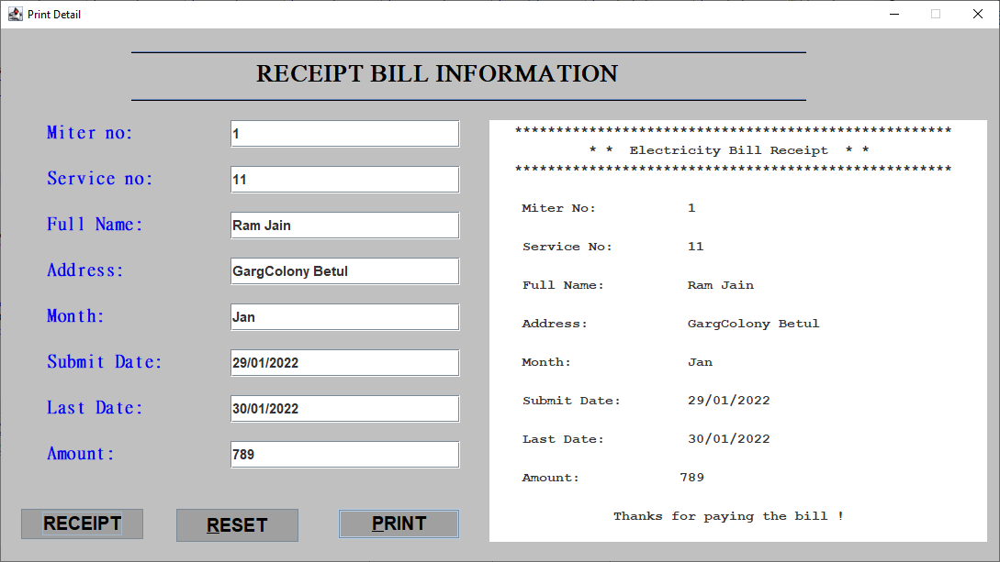 Print Detail
RECEIPT BILL INFORMATION
Miter no: 1
Service no: 11
Full Name: Ram Jain
Address: GargColony Betul
Month: Jan
Submit Date: 29/01/2022
Last Date: 30/01/2022
Amount: 789
RECEIPT RESET PRINT
*****************************************************
* * Electricity Bill Receipt * *
*****************************************************
Miter No: 1
Service No: 11
Full Name: Ram Jain
Address: GargColony Betul
Month: Jan
Submit Date: 29/01/2022
Last Date: 30/01/2022
Amount: 789
Thanks for paying the bill !